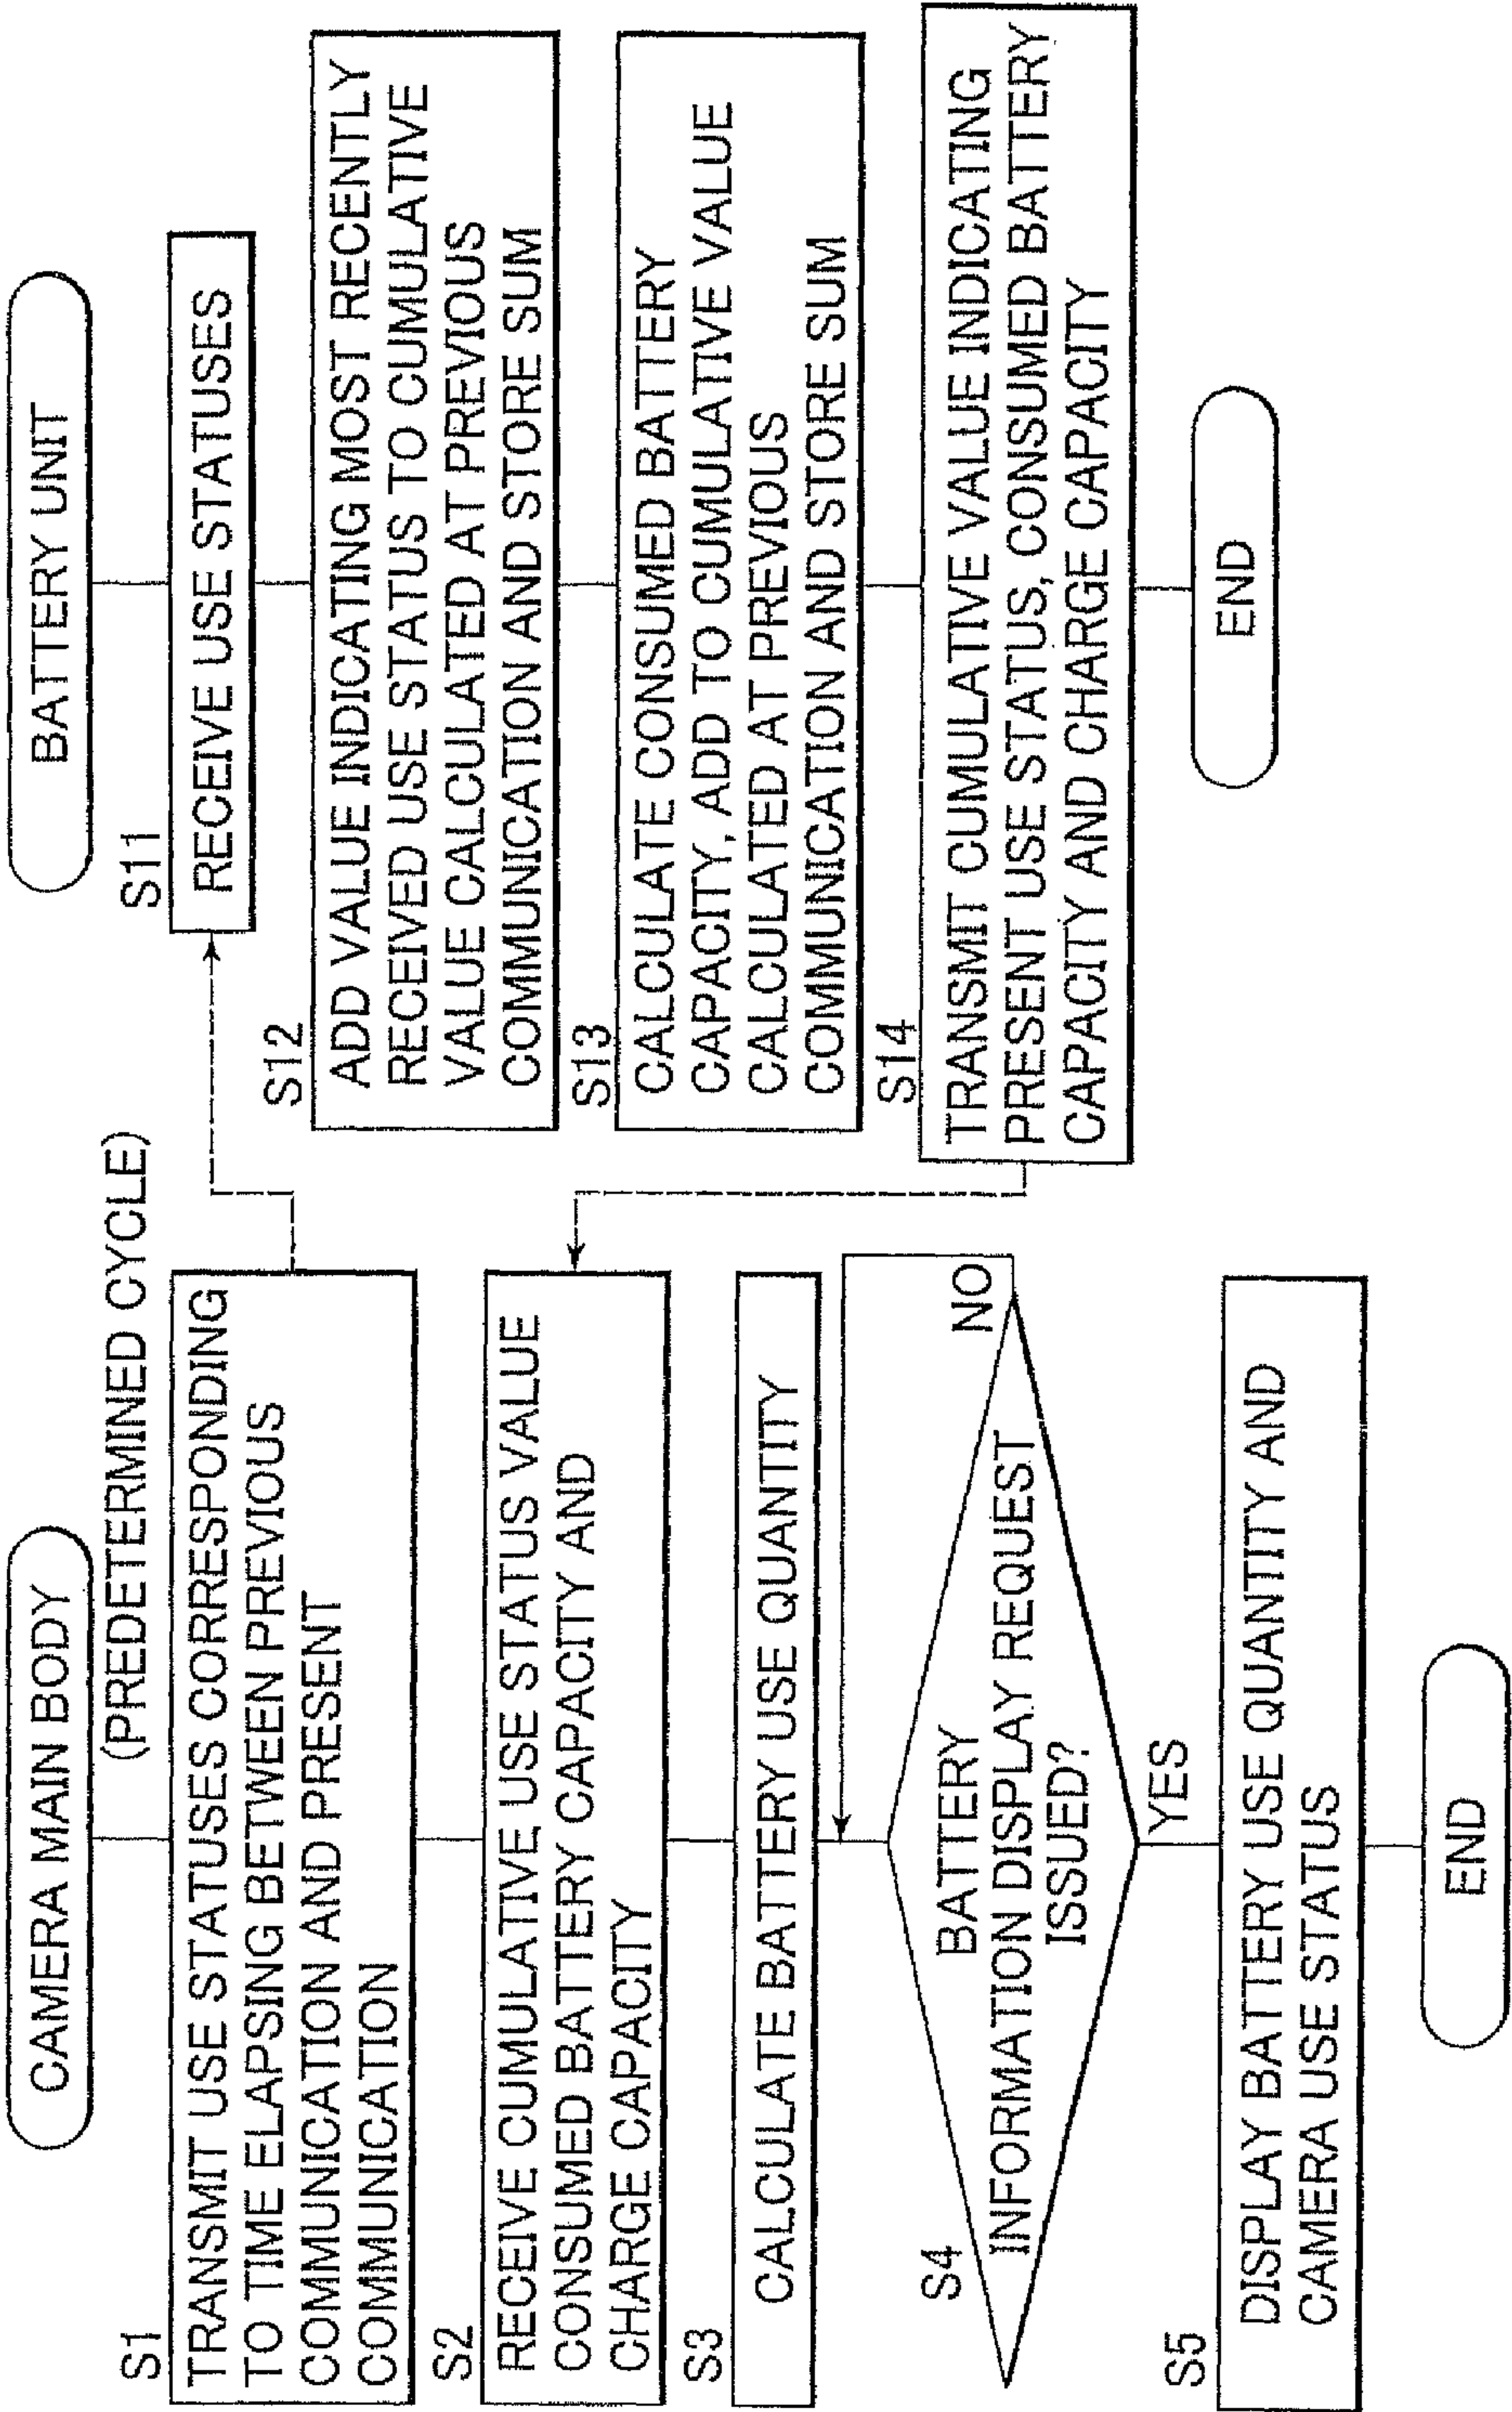 CAMERA MAIN BODY
(PREDETERMINED CYCLE)
S1
TRANSMIT USE STATUSES CORRESPONDING
TO TIME ELAPSING BETWEEN PREVIOUS
COMMUNICATION AND PRESENT
COMMUNICATION
S2
RECEIVE CUMULATIVE USE STATUS VALUE
CONSUMED BATTERY CAPACITY AND
CHARGE CAPACITY
S3
CALCULATE BATTERY USE QUANTITY
S4
BATTERY
INFORMATION DISPLAY REQUEST
ISSUED?
NO
YES
S5
DISPLAY BATTERY USE QUANTITY AND
CAMERA USE STATUS
END
BATTERY UNIT
S11
RECEIVE USE STATUSES
S12
ADD VALUE INDICATING MOST RECENTLY
RECEIVED USE STATUS TO CUMULATIVE
VALUE CALCULATED AT PREVIOUS
COMMUNICATION AND STORE SUM
S13
CALCULATE CONSUMED BATTERY
CAPACITY, ADD TO CUMULATIVE VALUE
CALCULATED AT PREVIOUS
COMMUNICATION AND STORE SUM
S14
TRANSMIT CUMULATIVE VALUE INDICATING
PRESENT USE STATUS, CONSUMED BATTERY
CAPACITY AND CHARGE CAPACITY
END